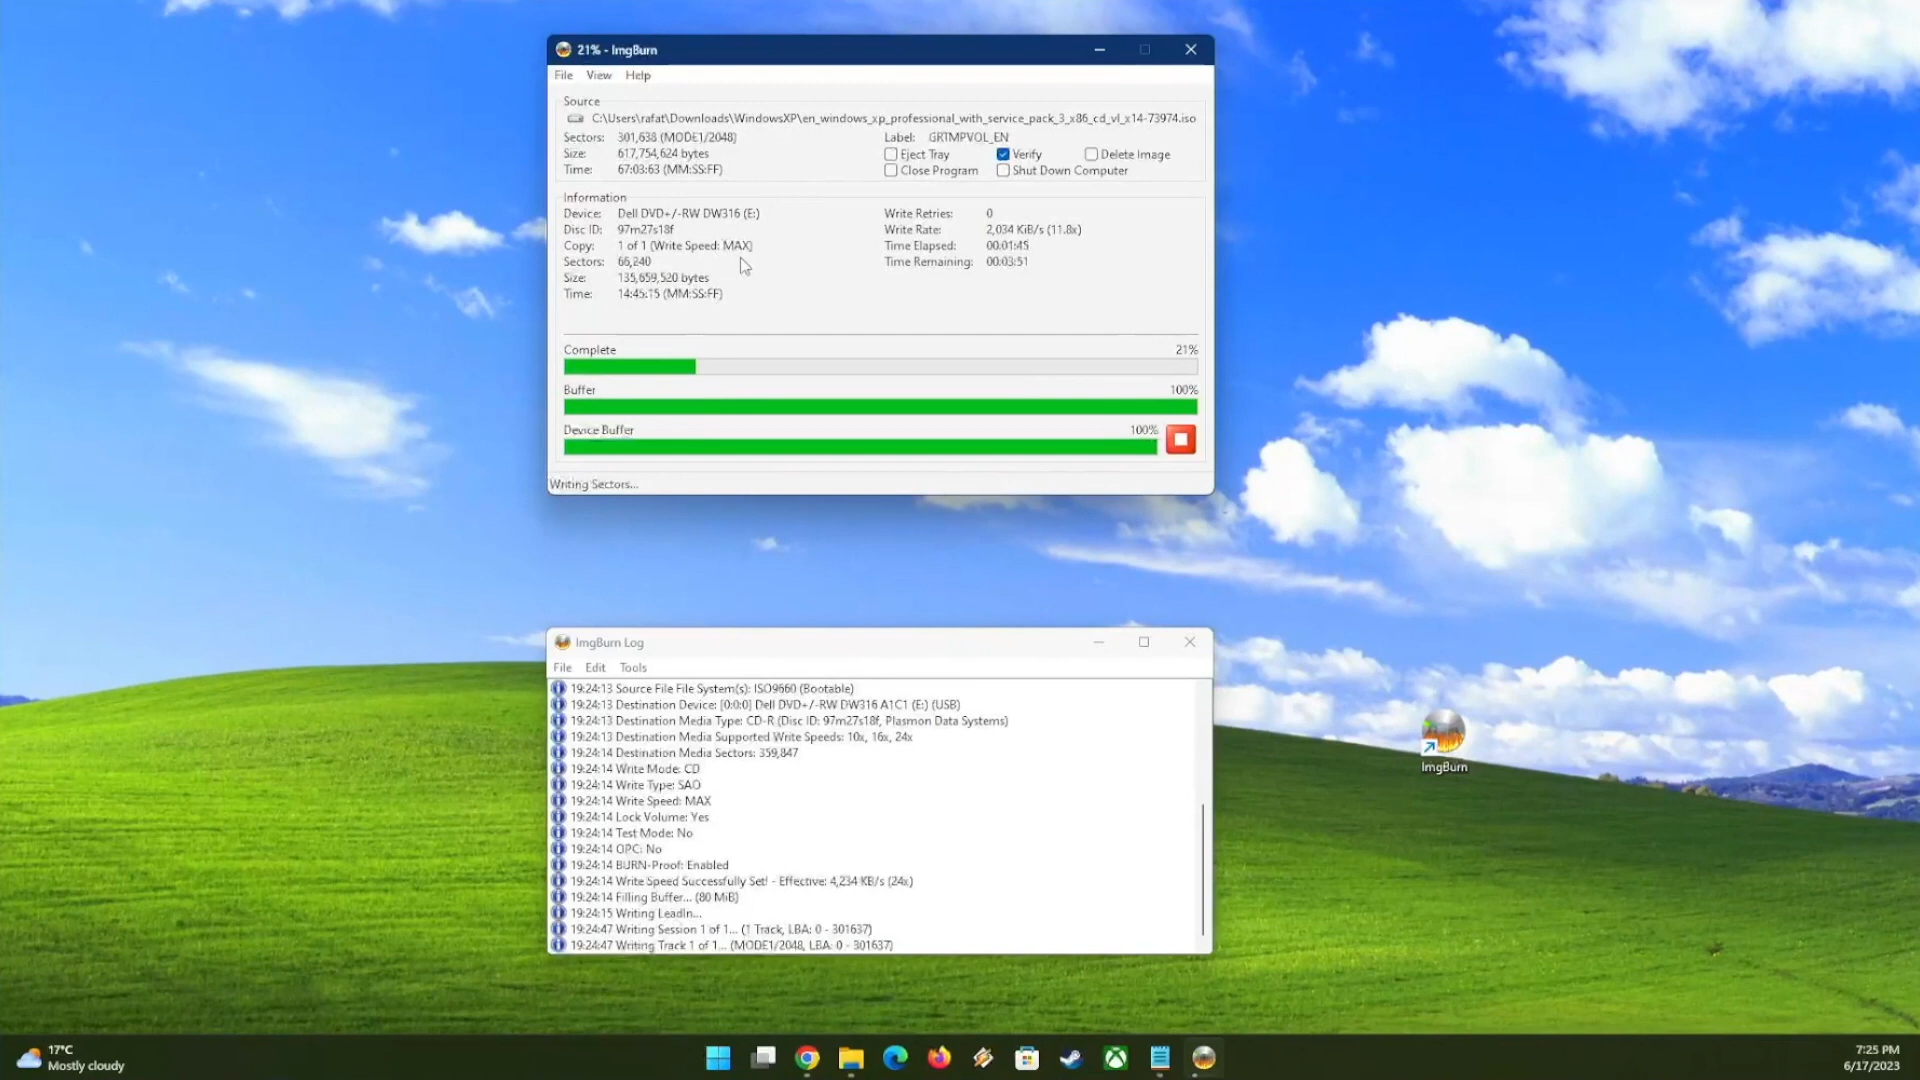 21% - ImgBurn
File View Help
Source
C:\Users\rafat\Downloads\WindowsXP\en_windows_xp_professional_with_service_pack_3_x86_cd_vl_x14-73974.iso
Sectors: 301,638 (MODE1/2048) Label: GRTMPVOL_EN
Size: 617,754,624 bytes Eject Tray Verify Delete Image
Time: 67:03:63 (MM:SS:FF) Close Program Shut Down Computer
Information
Device: Dell DVD+/-RW DW316 (E:) Write Retries: 0
Disc ID: 97m27s18f Write Rate: 2,034 KiB/s (11.8x)
Copy: 1 of 1 (Write Speed: MAX) Time Elapsed: 00:01:45
Sectors: 66,240 Time Remaining: 00:03:51
Size: 135,659,520 bytes
Time: 14:45:15 (MM:SS:FF)
Complete 21%
Buffer 100%
Device Buffer 100%
Writing Sectors...
ImgBurn Log
File Edit Tools
19:24:13 Source File File System(s): ISO9660 (Bootable)
19:24:13 Destination Device: [0:0:0] Dell DVD+/-RW DW316 A1C1 (E:) (USB)
19:24:13 Destination Media Type: CD-R (Disc ID: 97m27s18f, Plasmon Data Systems)
19:24:13 Destination Media Supported Write Speeds: 10x, 16x, 24x
19:24:14 Destination Media Sectors: 359,847
19:24:14 Write Mode: CD
19:24:14 Write Type: SAO
19:24:14 Write Speed: MAX
19:24:14 Lock Volume: Yes
19:24:14 Test Mode: No
19:24:14 OPC: No
19:24:14 BURN-Proof: Enabled
19:24:14 Write Speed Successfully Set! - Effective: 4,234 KB/s (24x)
19:24:14 Filling Buffer... (80 MiB)
19:24:15 Writing LeadIn...
19:24:47 Writing Session 1 of 1... (1 Track, LBA: 0 - 301637)
19:24:47 Writing Track 1 of 1... (MODE1/2048, LBA: 0 - 301637)
ImgBurn
17°C
Mostly cloudy
7:25 PM
6/17/2023